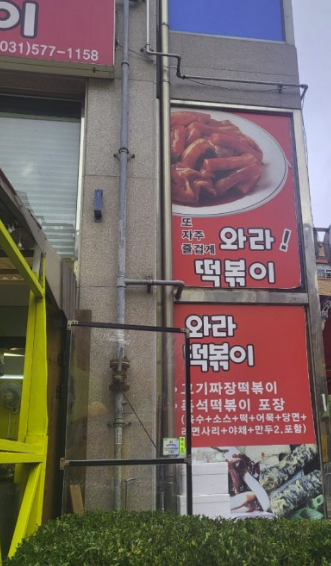 이
(031)577-1158
또
자주
즐겁게 와라!
떡볶이
와라
떡볶이
고기짜장떡볶이
즉석떡볶이 포장
(육수+소스+떡+어묵+당면+
라면사리+야채+만두2,포함)